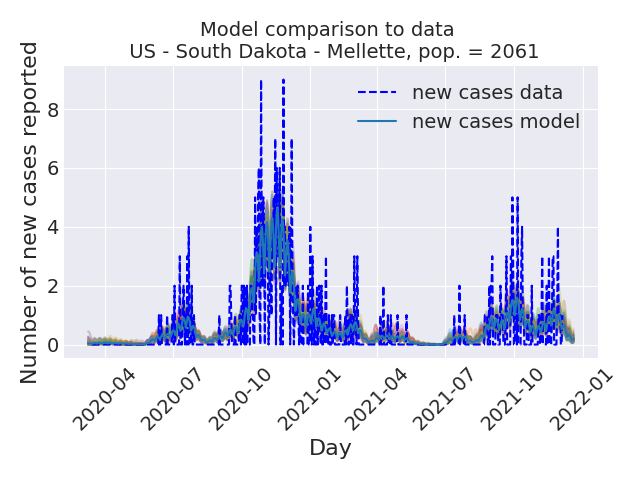 Model comparison to data
US - South Dakota - Mellette, pop. = 2061
Number of new cases reported
8
6
4
2
0
new cases data
new cases model
2020-04
2020-07
2020-10
2021-01
2021-04
2021-07
2021-10
2022-01
Day